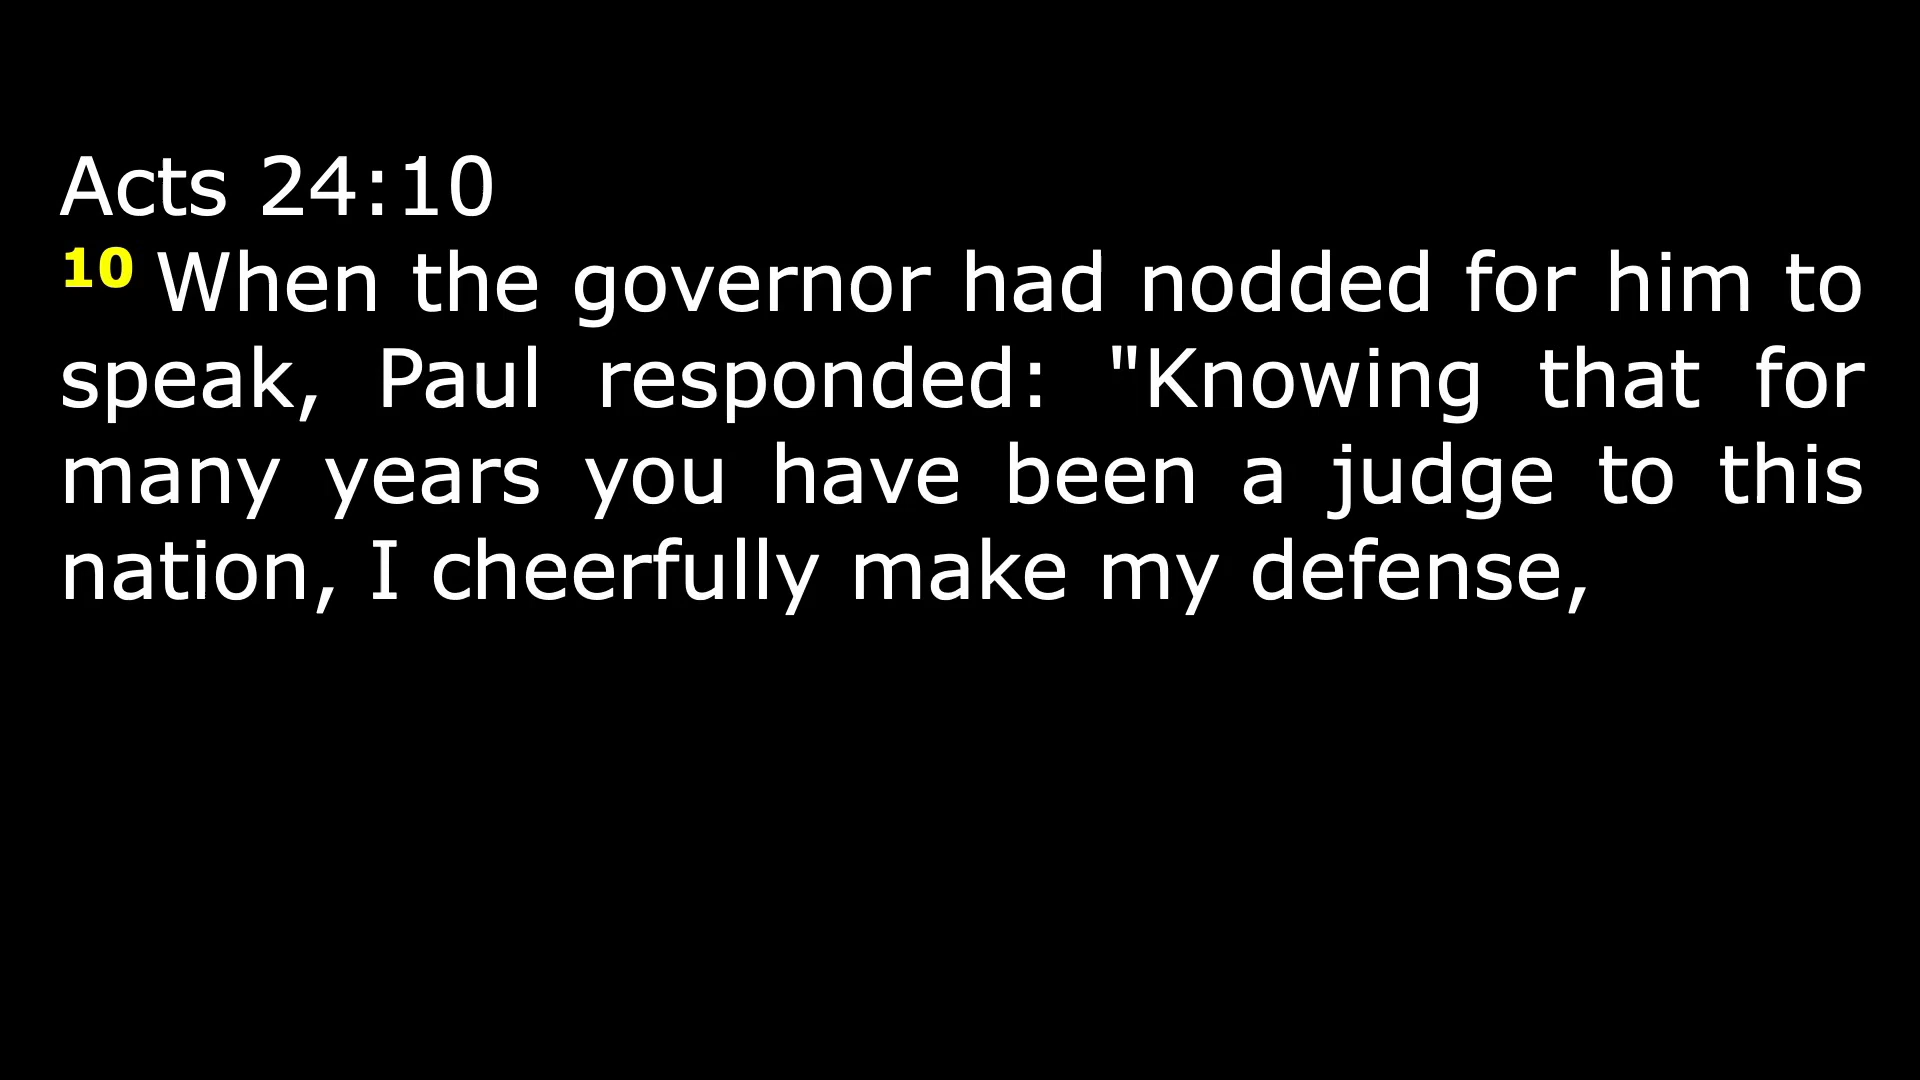 Acts 24:10
10 When the governor had nodded for him to
speak, Paul responded: "Knowing that for
many years you have been a judge to this
nation, I cheerfully make my defense,